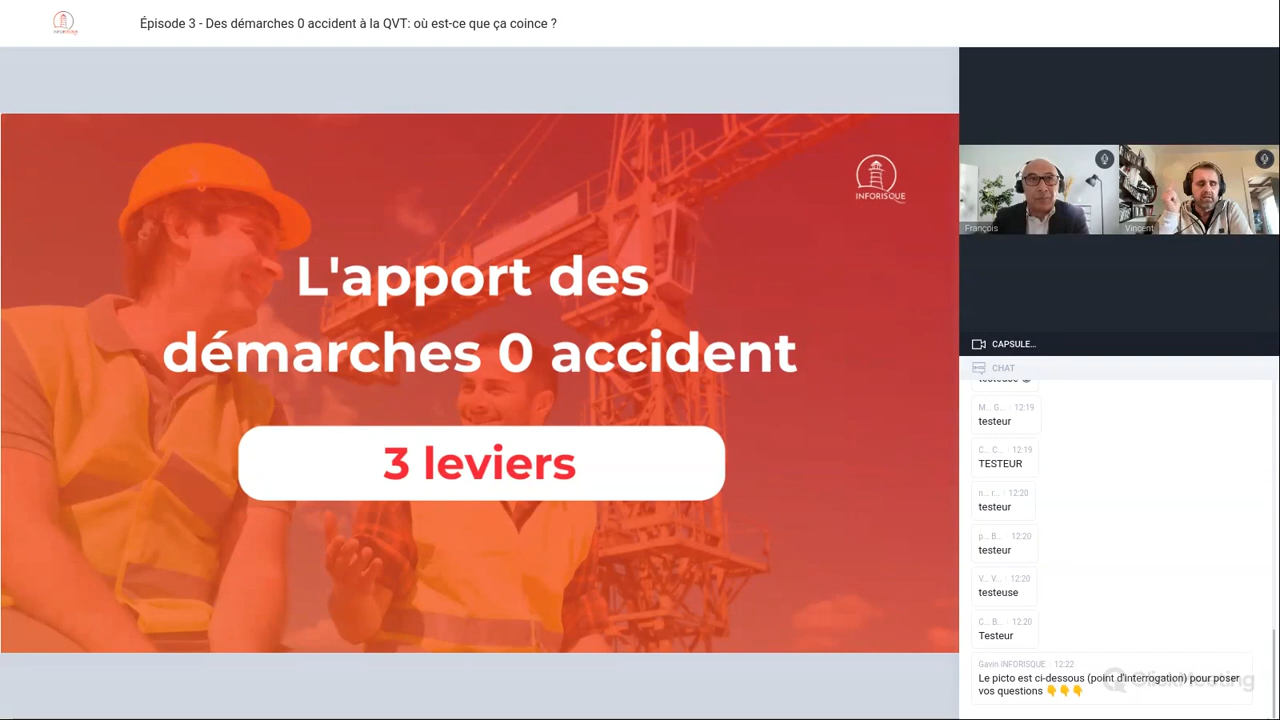 INFORISQUE
Épisode 3 - Des démarches 0 accident à la QVT: où est-ce que ça coince ?
INFORISQUE
L'apport des
démarches 0 accident
3 leviers
François
Vincent
CAPSULE...
CHAT
testeuse
M... G... 12:19
testeur
C... C... 12:19
TESTEUR
n... r... 12:20
testeur
p... B... 12:20
testeur
V... V... 12:20
testeuse
C... B... 12:20
Testeur
Gavin INFORISQUE 12:22
Le picto est ci-dessous (point d'interrogation) pour poser
vos questions 👇👇👇
ClickMeeting